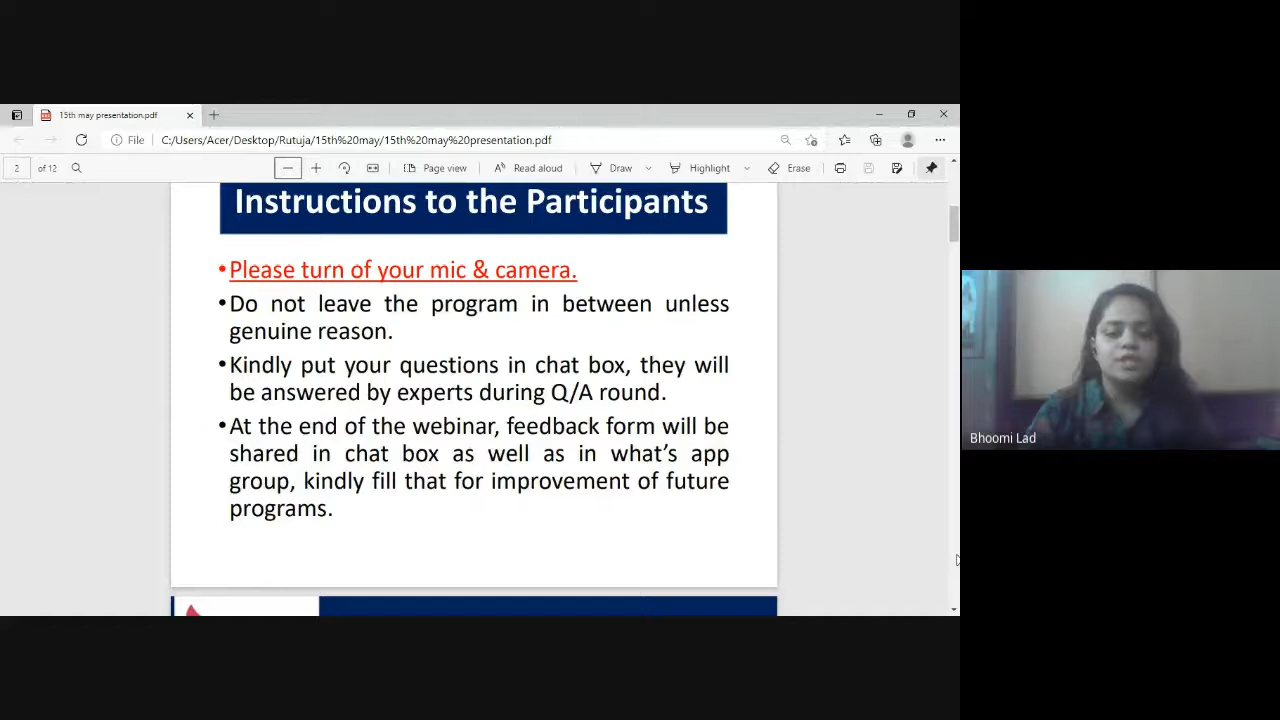 15th may presentation.pdf
File
C:/Users/Acer/Desktop/Rutuja/15th%20may/15th%20may%20presentation.pdf
2 of 12
Page view
Read aloud
Draw
Highlight
Erase
Instructions to the Participants
•Please turn of your mic & camera.
•Do not leave the program in between unless
genuine reason.
•Kindly put your questions in chat box, they will
be answered by experts during Q/A round.
•At the end of the webinar, feedback form will be
shared in chat box as well as in what's app
group, kindly fill that for improvement of future
programs.
Bhoomi Lad